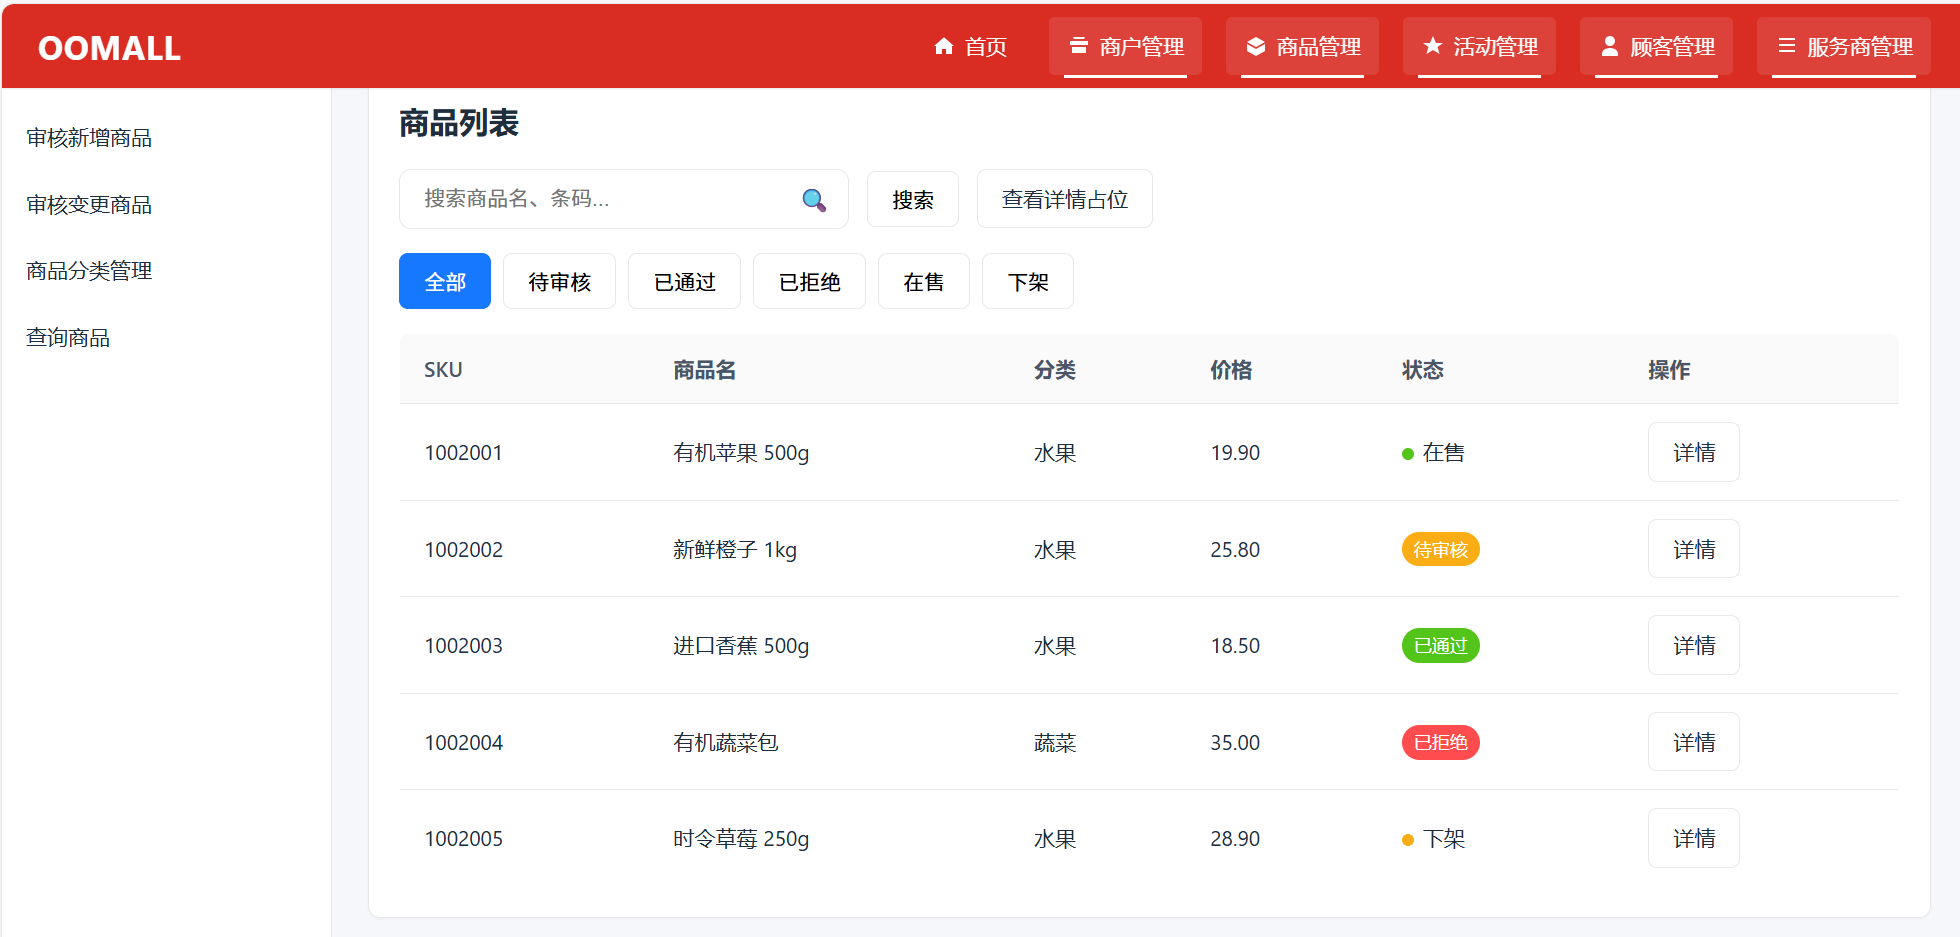 OOMALL 首页 商户管理 商品管理 活动管理 顾客管理 服务商管理
审核新增商品
审核变更商品
商品分类管理
查询商品
商品列表
搜索商品名、条码... 搜索 查看详情占位
全部 待审核 已通过 已拒绝 在售 下架
SKU 商品名 分类 价格 状态 操作
1002001 有机苹果 500g 水果 19.90 在售 详情
1002002 新鲜橙子 1kg 水果 25.80 待审核 详情
1002003 进口香蕉 500g 水果 18.50 已通过 详情
1002004 有机蔬菜包 蔬菜 35.00 已拒绝 详情
1002005 时令草莓 250g 水果 28.90 下架 详情